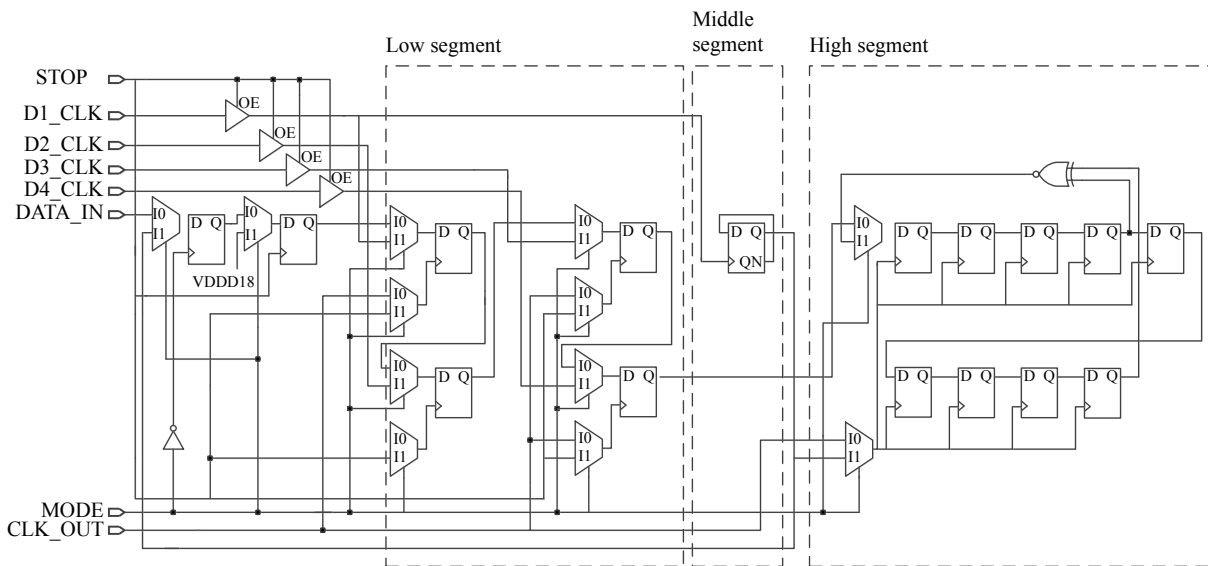 Low segment
Middle
segment
High segment
STOP
D1_CLK
D2_CLK
D3_CLK
D4_CLK
DATA_IN
OE
OE
OE
OE
I0
I1
D Q
I0
I1
D Q
VDDD18
I0
I1
D Q
I0
I1
I0
I1
D Q
I0
I1
I0
I1
D Q
I0
I1
I0
I1
D Q
I0
I1
D Q
QN
I0
I1
D Q
D Q
D Q
D Q
D Q
D Q
D Q
D Q
D Q
I0
I1
MODE
CLK_OUT